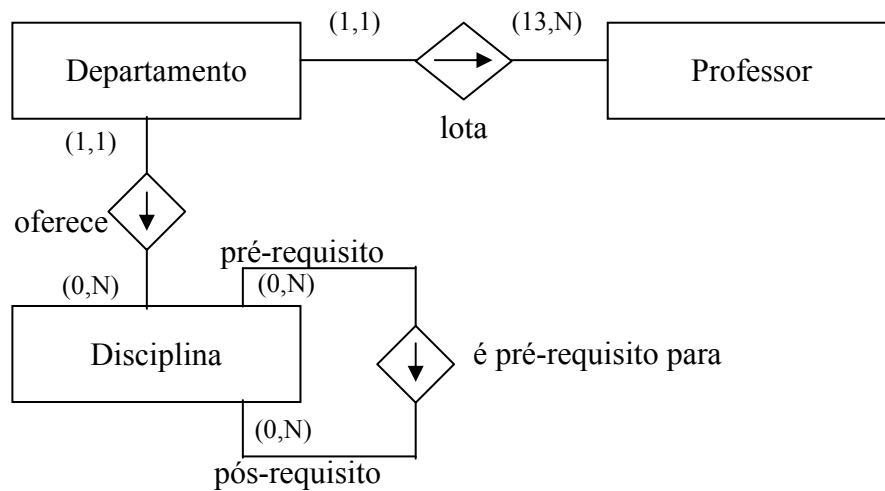 (1,1)
(13,N)
Departamento
Professor
lota
(1,1)
oferece
pré-requisito
(0,N)
(0,N)
Disciplina
é pré-requisito para
(0,N)
pós-requisito